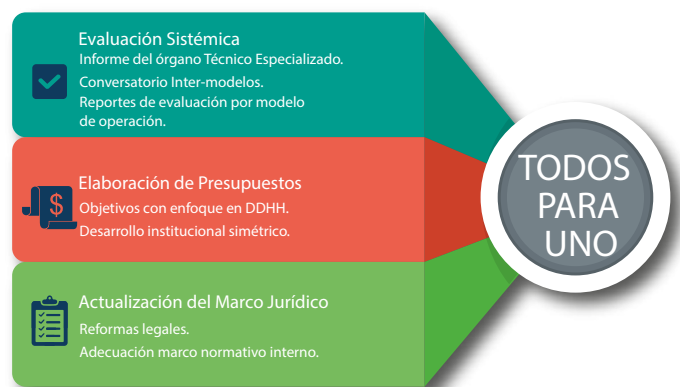 Evaluación Sistémica
Informe del órgano Técnico Especializado.
Conversatorio Inter-modelos.
Reportes de evaluación por modelo
de operación.
$
Elaboración de Presupuestos
Objetivos con enfoque en DDHH.
Desarrollo institucional simétrico.
Actualización del Marco Jurídico
Reformas legales.
Adecuación marco normativo interno.
TODOS
PARA
UNO